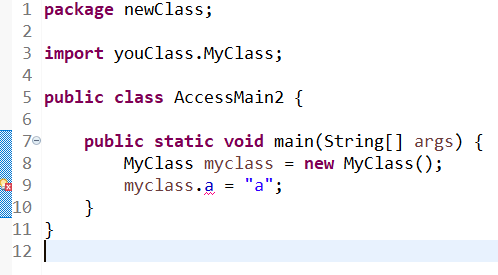 1 package newClass;
2
3 import youClass.MyClass;
4
5 public class AccessMain2 {
6
7 public static void main(String[] args) {
8 MyClass myclass = new MyClass();
9 myclass.a = "a";
10 }
11 }
12